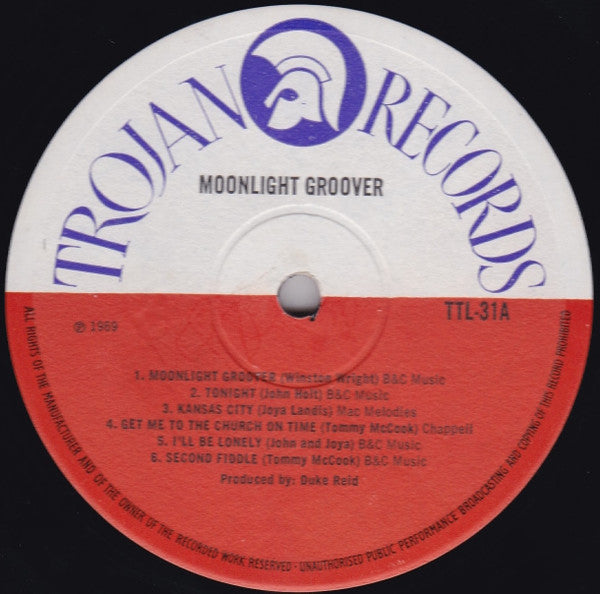 TROJAN RECORDS
MOONLIGHT GROOVER
TTL-31A
℗ 1969
1. MOONLIGHT GROOVER (Winston Wright) B&C Music
2. TONIGHT (John Holt) B&C Music
3. KANSAS CITY (Joya Landis) Mac Melodies
4. GET ME TO THE CHURCH ON TIME (Tommy McCook) Chappell
5. I'LL BE LONELY (John and Joya) B&C Music
6. SECOND FIDDLE (Tommy McCook) B&C Music
Produced by: Duke Reid
ALL RIGHTS OF THE MANUFACTURER AND OF THE OWNER OF THE RECORDED WORK RESERVED - UNAUTHORISED PUBLIC PERFORMANCE BROADCASTING AND COPYING OF THIS RECORD PROHIBITED